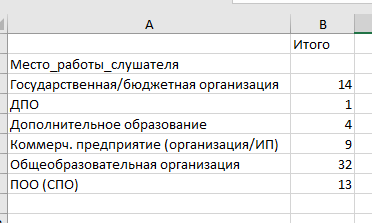 A B
Итого
Место_работы_слушателя
Государственная/бюджетная организация 14
ДПО 1
Дополнительное образование 4
Коммерч. предприятие (организация/ИП) 9
Общеобразовательная организация 32
ПОО (СПО) 13